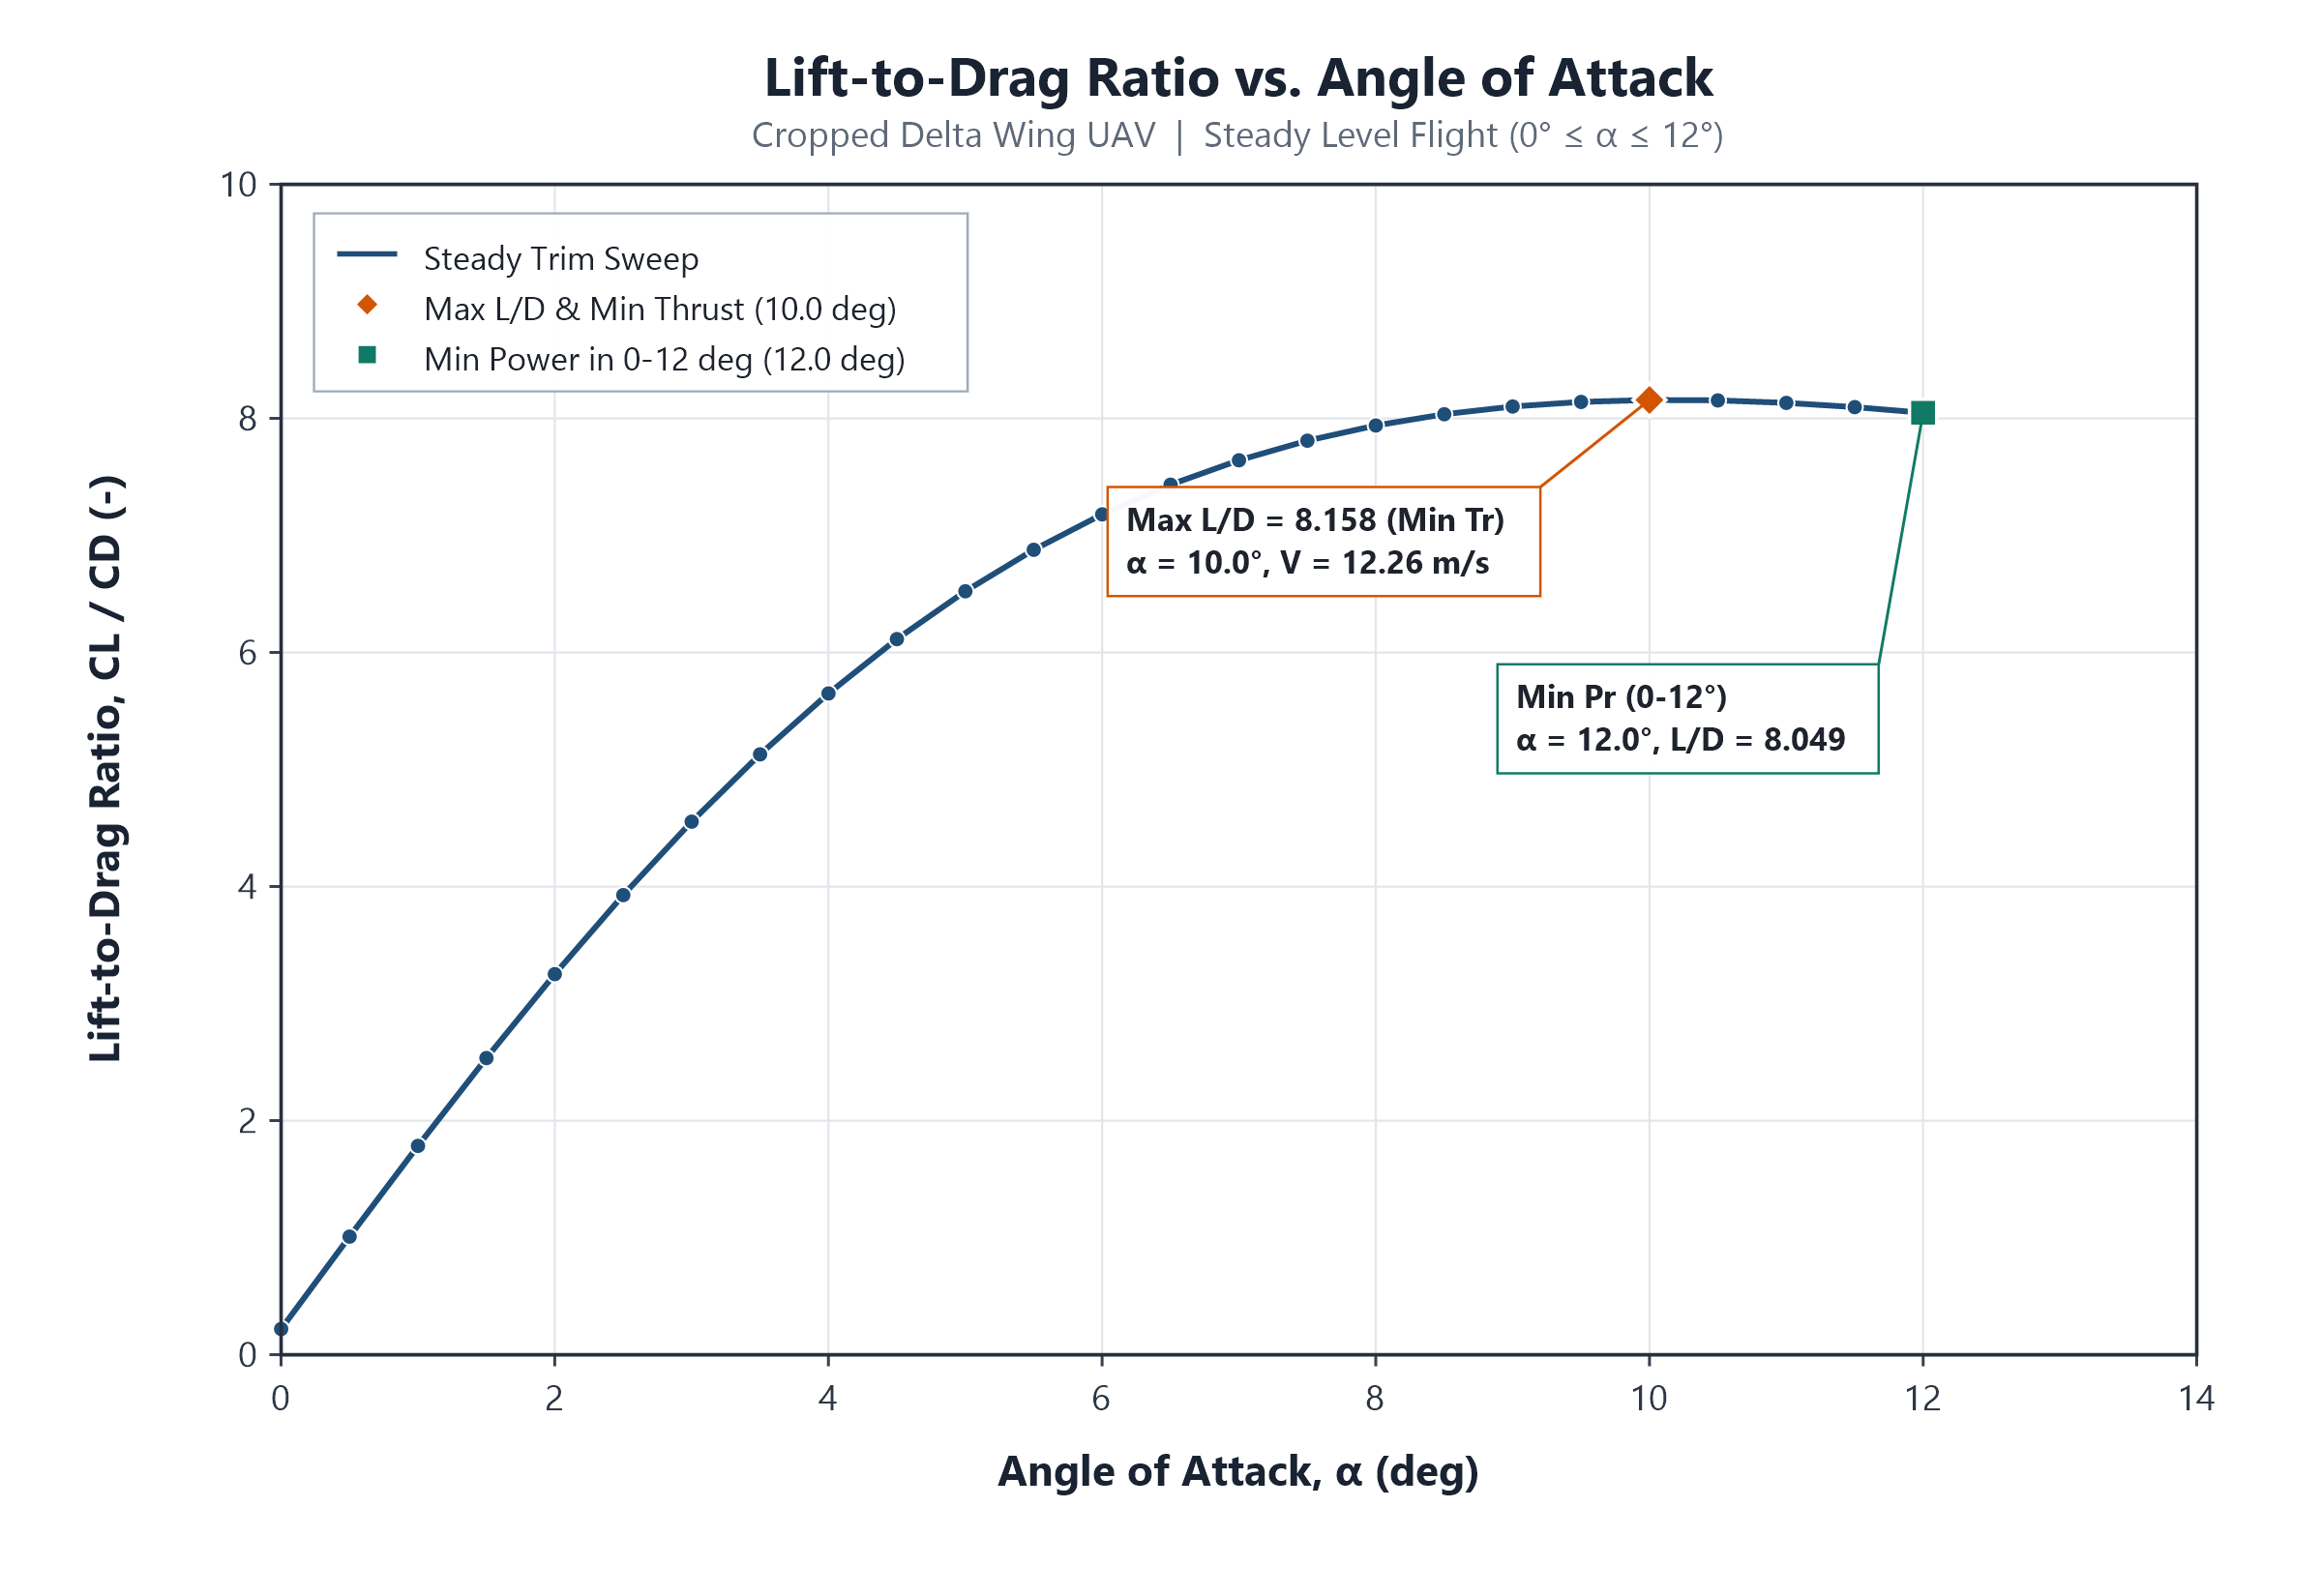 Lift-to-Drag Ratio vs. Angle of Attack
Cropped Delta Wing UAV | Steady Level Flight (0° ≤ α ≤ 12°)
Lift-to-Drag Ratio, CL / CD (-)
10
8
6
4
2
0
Steady Trim Sweep
Max L/D & Min Thrust (10.0 deg)
Min Power in 0-12 deg (12.0 deg)
Max L/D = 8.158 (Min Tr)
α = 10.0°, V = 12.26 m/s
Min Pr (0-12°)
α = 12.0°, L/D = 8.049
0 2 4 6 8 10 12 14
Angle of Attack, α (deg)